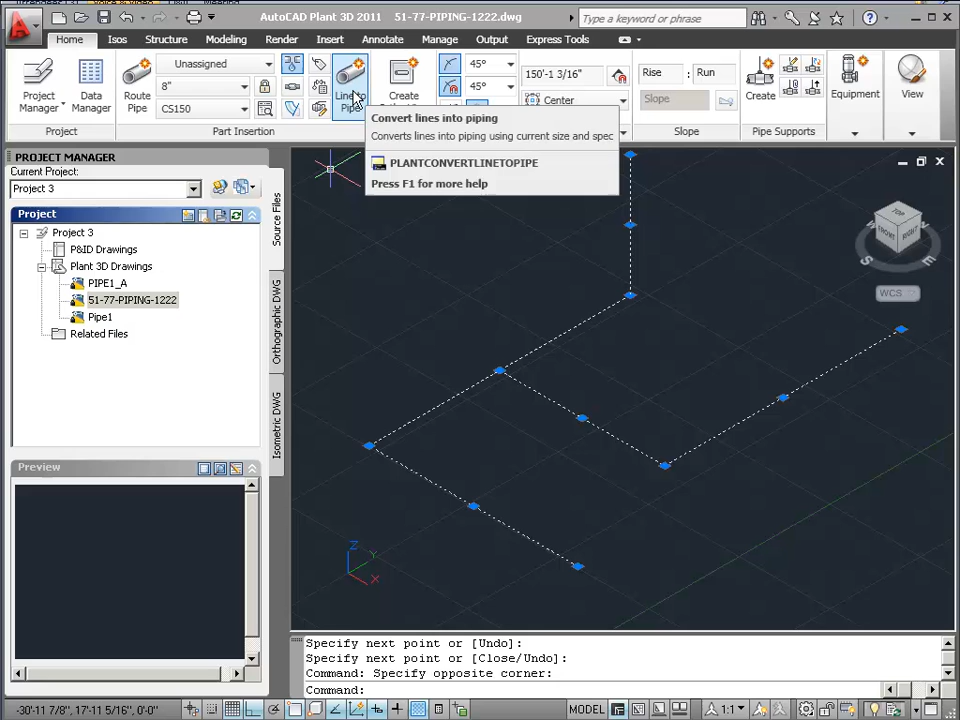 AutoCAD Plant 3D 2011 51-77-PIPING-1222.dwg
Type a keyword or phrase
Home Isos Structure Modeling Render Insert Annotate Manage Output Express Tools
Project Manager
Data Manager
Project
Route Pipe
Unassigned
8"
CS150
Line to Pipe
Part Insertion
Create
45°
45°
150'-1 3/16"
Center
Rise : Run
Slope
Slope
Create
Pipe Supports
Equipment
View
Convert lines into piping
Converts lines into piping using current size and spec
PLANTCONVERTLINETOPIPE
Press F1 for more help
PROJECT MANAGER
Current Project:
Project 3
Project
Project 3
P&ID Drawings
Plant 3D Drawings
PIPE1_A
51-77-PIPING-1222
Pipe1
Related Files
Source Files
Orthographic DWG
Isometric DWG
Preview
TOP
FRONT
RIGHT
S
E
WCS
Z
Y
X
Specify next point or [Undo]:
Specify next point or [Close/Undo]:
Command: Specify opposite corner:
Command:
-30'-11 7/8", 17'-11 5/16", 0'-0"
MODEL
1:1